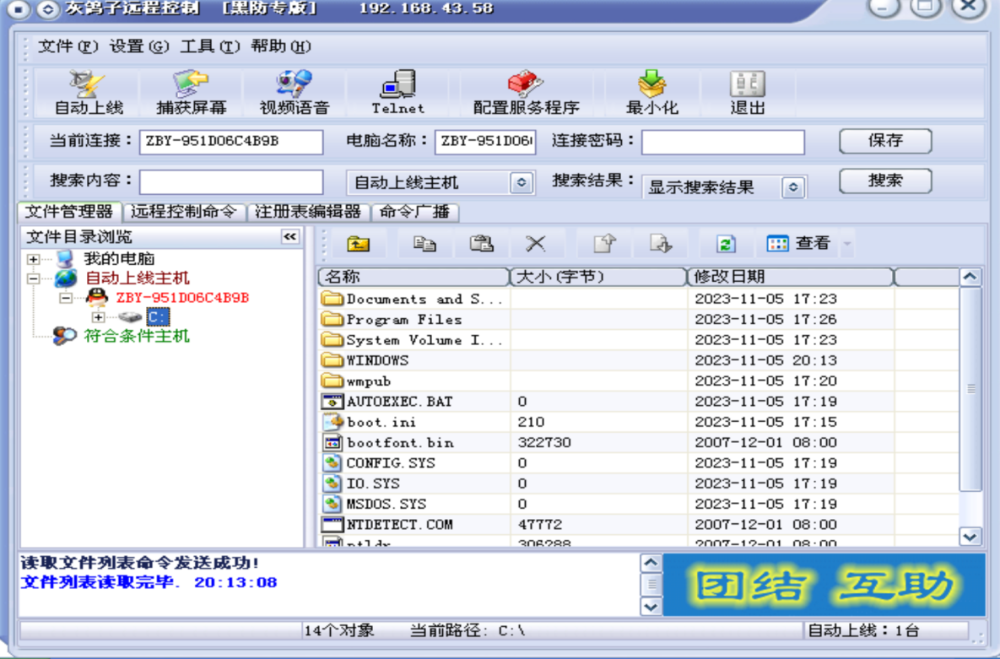 灰鸽子远程控制 [黑防专版] 192.168.43.58
文件(F) 设置(G) 工具(T) 帮助(H)
自动上线 捕获屏幕 视频语音 Telnet 配置服务程序 最小化 退出
当前连接: ZBY-951D06C4B9B 电脑名称: ZBY-951D06 连接密码: 保存
搜索内容: 自动上线主机 搜索结果: 显示搜索结果 搜索
文件管理器 远程控制命令 注册表编辑器 命令广播
文件目录浏览 « 查看
我的电脑
自动上线主机
ZBY-951D06C4B9B
C:
符合条件主机
名称 大小(字节) 修改日期
Documents and S... 2023-11-05 17:23
Program Files 2023-11-05 17:26
System Volume I... 2023-11-05 17:23
WINDOWS 2023-11-05 20:13
wmpub 2023-11-05 17:20
AUTOEXEC.BAT 0 2023-11-05 17:19
boot.ini 210 2023-11-05 17:15
bootfont.bin 322730 2007-12-01 08:00
CONFIG.SYS 0 2023-11-05 17:19
IO.SYS 0 2023-11-05 17:19
MSDOS.SYS 0 2023-11-05 17:19
NTDETECT.COM 47772 2007-12-01 08:00
ntldr 306288 2007-12-01 08:00
读取文件列表命令发送成功!
文件列表读取完毕. 20:13:08
团结 互助
14个对象 当前路径: C:\ 自动上线:1台